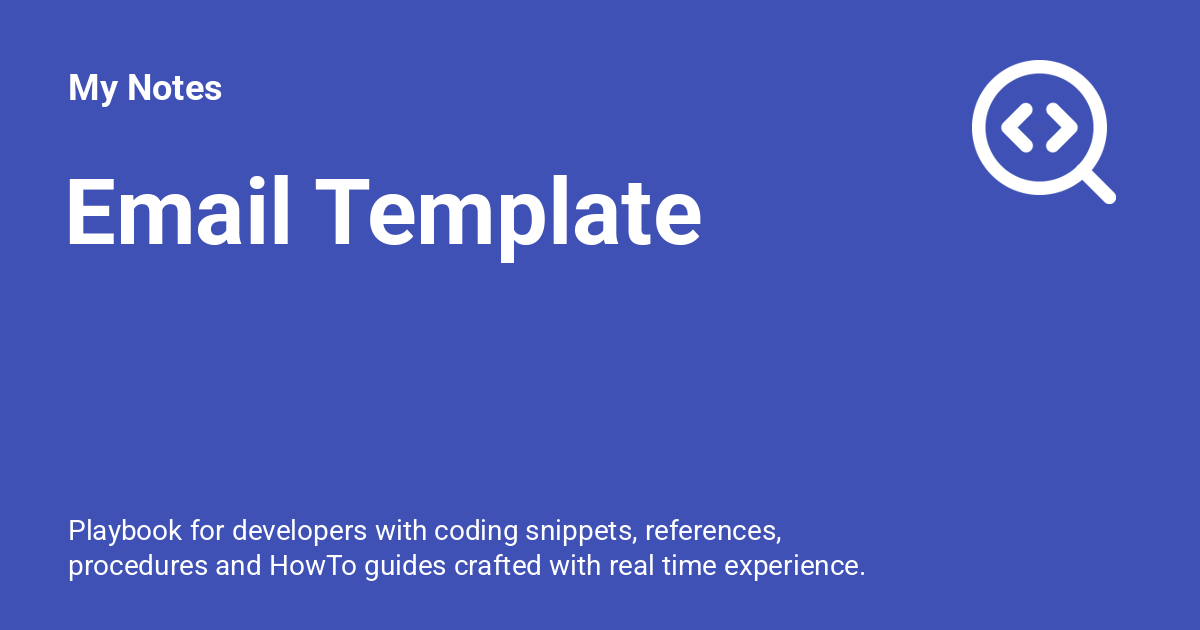 My Notes
Email Template
Playbook for developers with coding snippets, references,
procedures and HowTo guides crafted with real time experience.